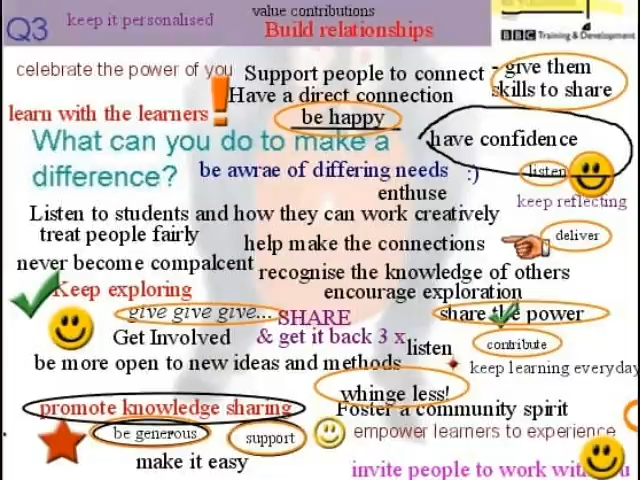 value contributions
Q3
keep it personalised
Build relationships
BBC Training & Development
celebrate the power of you
Support people to connect
- give them
skills to share
Have a direct connection
learn with the learners
be happy
What can you do to make a
difference?
have confidence
be awrae of differing needs :)
listen
enthuse
keep reflecting
Listen to students and how they can work creatively
treat people fairly
help make the connections
deliver
never become compalcent
recognise the knowledge of others
Keep exploring
encourage exploration
give give give...
SHARE
share the power
Get Involved
& get it back 3 x
listen
contribute
be more open to new ideas and methods
keep learning everyday
whinge less!
promote knowledge sharing
Foster a community spirit
be generous
support
empower learners to experience
make it easy
invite people to work with